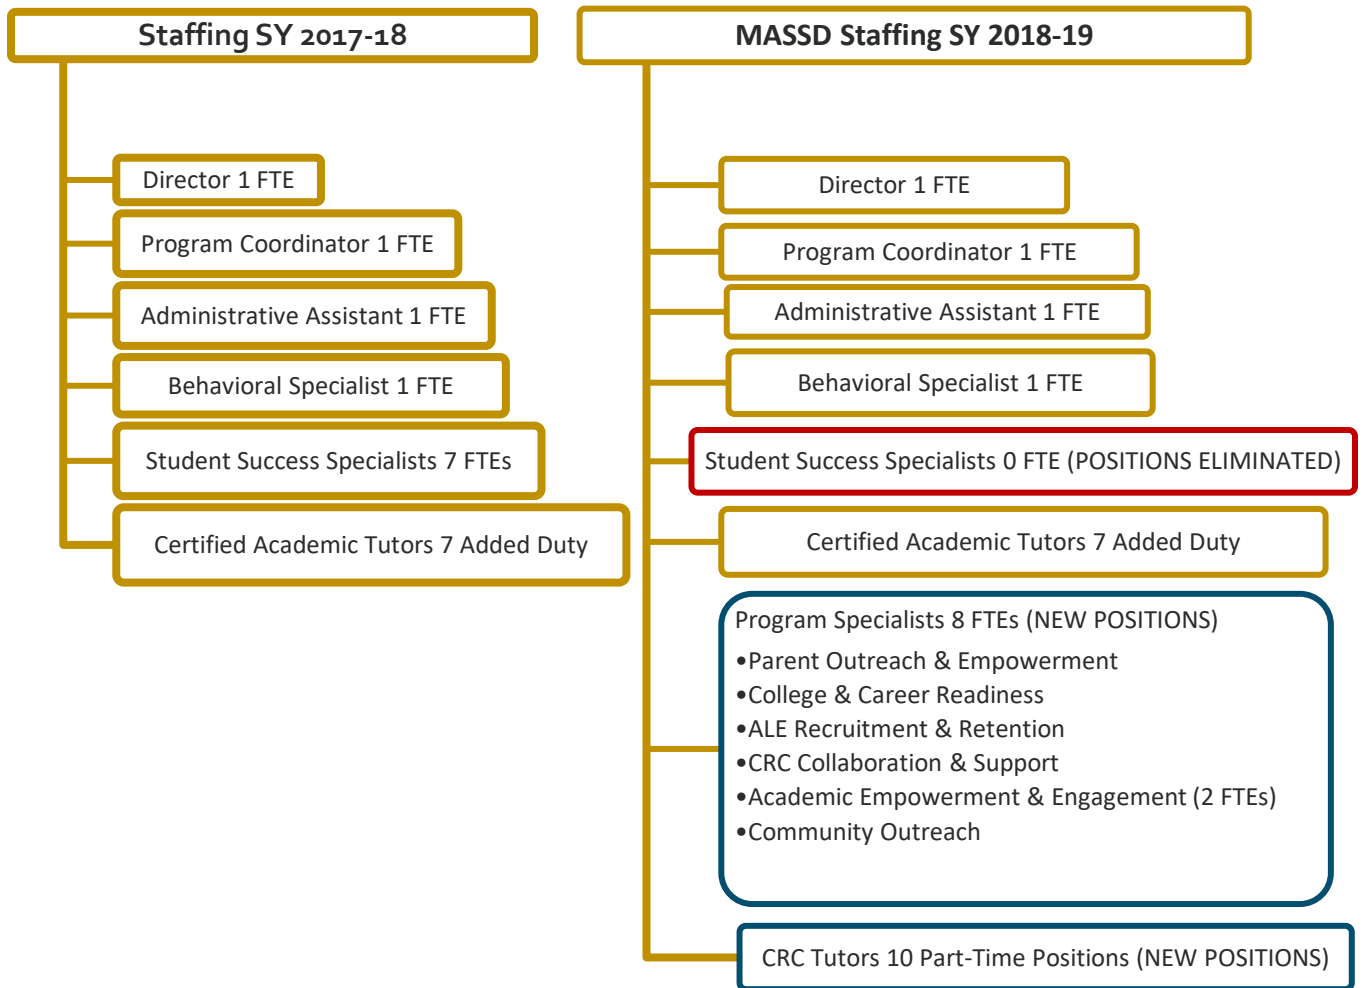 Staffing SY 2017-18
Director 1 FTE
Program Coordinator 1 FTE
Administrative Assistant 1 FTE
Behavioral Specialist 1 FTE
Student Success Specialists 7 FTEs
Certified Academic Tutors 7 Added Duty
MASSD Staffing SY 2018-19
Director 1 FTE
Program Coordinator 1 FTE
Administrative Assistant 1 FTE
Behavioral Specialist 1 FTE
Student Success Specialists 0 FTE (POSITIONS ELIMINATED)
Certified Academic Tutors 7 Added Duty
Program Specialists 8 FTEs (NEW POSITIONS)
•Parent Outreach & Empowerment
•College & Career Readiness
•ALE Recruitment & Retention
•CRC Collaboration & Support
•Academic Empowerment & Engagement (2 FTEs)
•Community Outreach
CRC Tutors 10 Part-Time Positions (NEW POSITIONS)